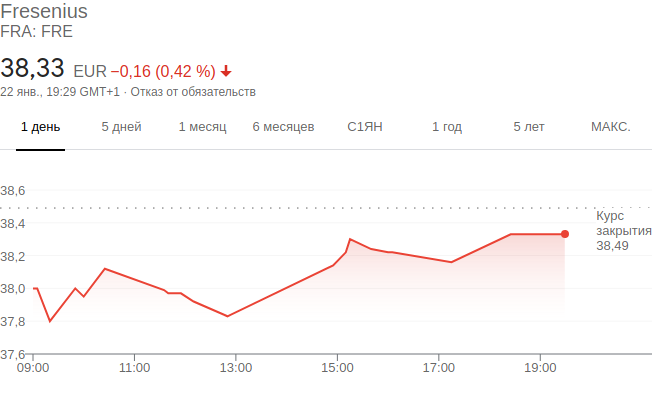 Fresenius
FRA: FRE
38,33 EUR −0,16 (0,42 %)
22 янв., 19:29 GMT+1 · Отказ от обязательств
1 день 5 дней 1 месяц 6 месяцев С1ЯН 1 год 5 лет МАКС.
38,6
38,4
38,2
38,0
37,8
37,6
Курс
закрытия
38,49
09:00 11:00 13:00 15:00 17:00 19:00